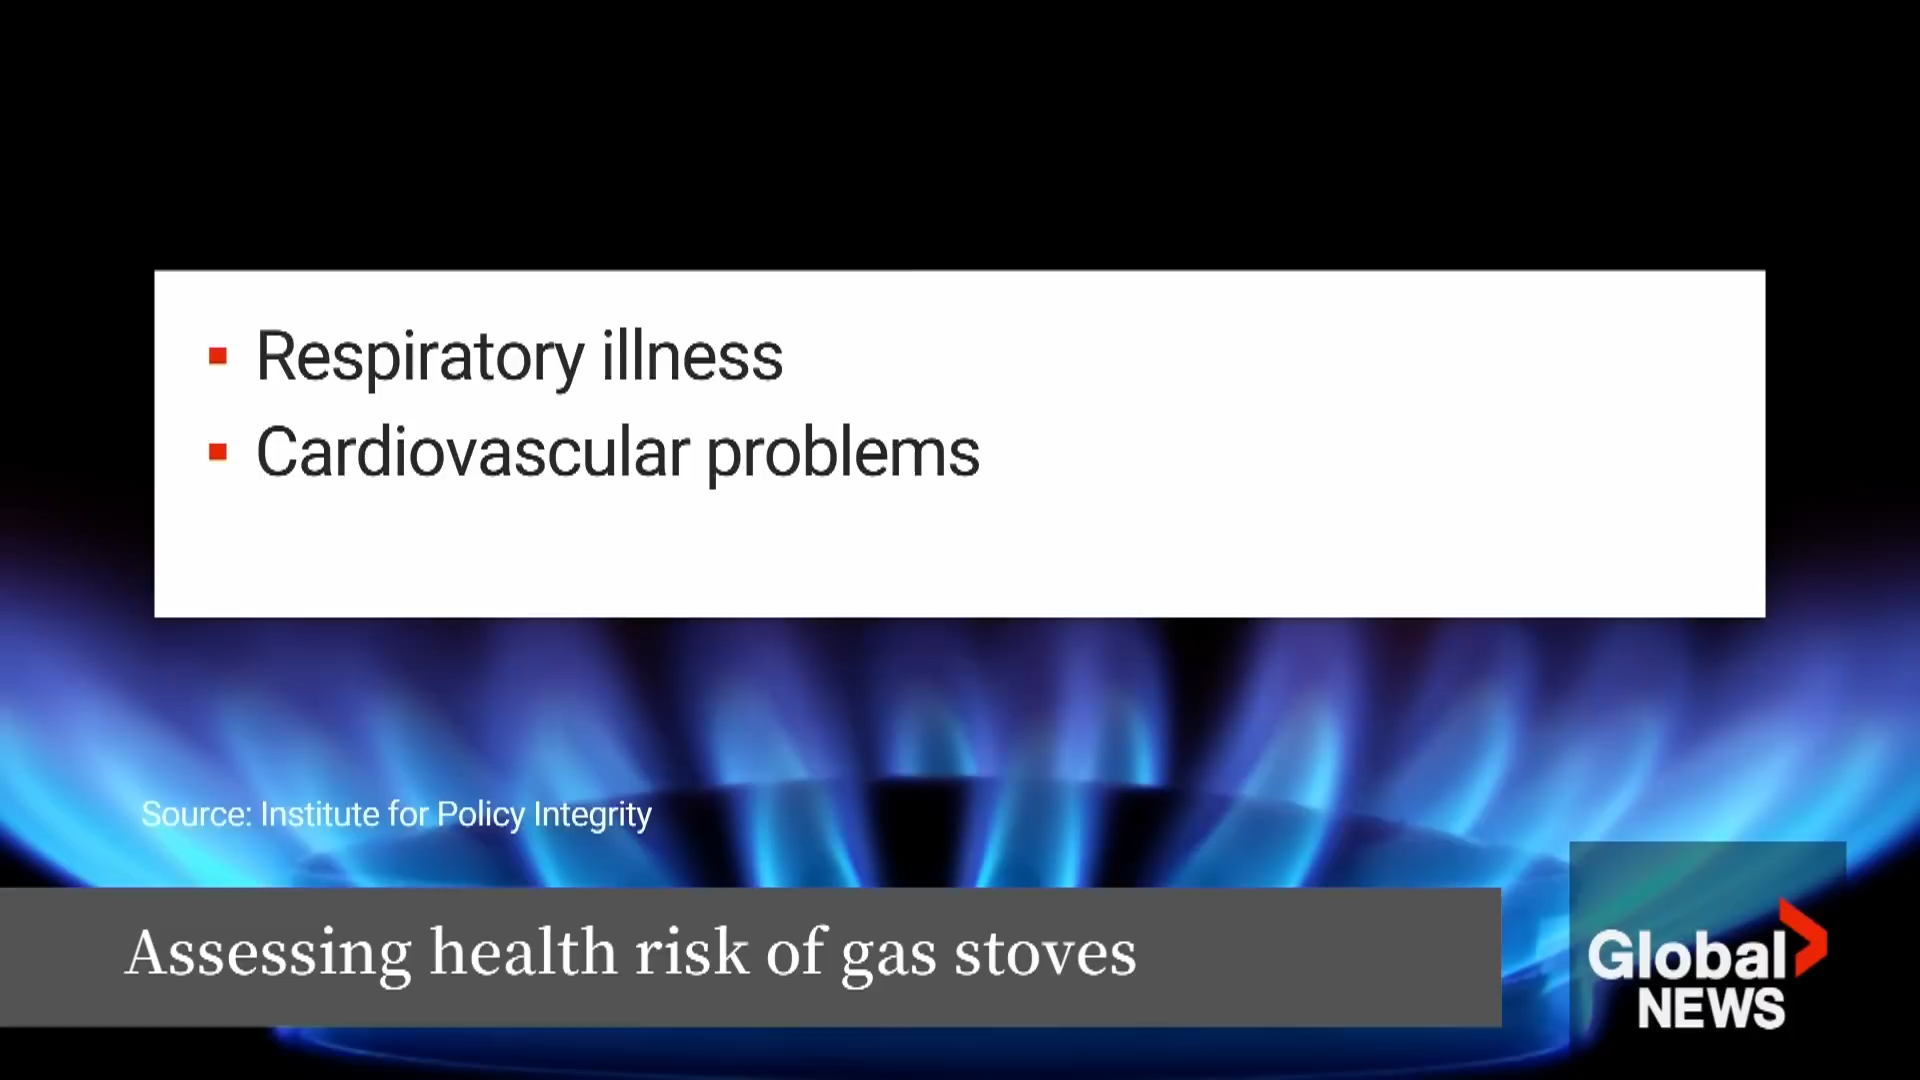 Respiratory illness
Cardiovascular problems
Source: Institute for Policy Integrity
Assessing health risk of gas stoves
Global
NEWS